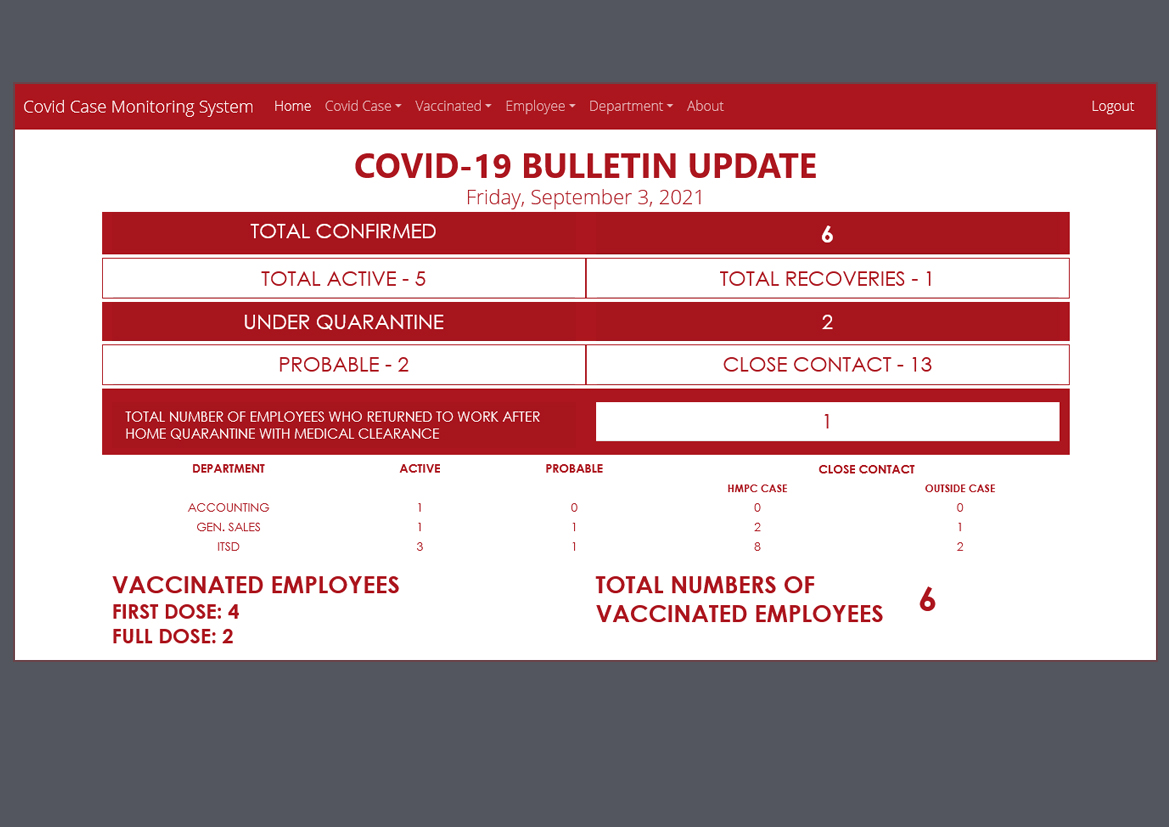 Covid Case Monitoring System Home Covid Case Vaccinated Employee Department About Logout
COVID-19 BULLETIN UPDATE
Friday, September 3, 2021
TOTAL CONFIRMED 6
TOTAL ACTIVE - 5 TOTAL RECOVERIES - 1
UNDER QUARANTINE 2
PROBABLE - 2 CLOSE CONTACT - 13
TOTAL NUMBER OF EMPLOYEES WHO RETURNED TO WORK AFTER
HOME QUARANTINE WITH MEDICAL CLEARANCE
1
DEPARTMENT ACTIVE PROBABLE CLOSE CONTACT
HMPC CASE OUTSIDE CASE
ACCOUNTING 1 0 0 0
GEN. SALES 1 1 2 1
ITSD 3 1 8 2
VACCINATED EMPLOYEES
FIRST DOSE: 4
FULL DOSE: 2
TOTAL NUMBERS OF
VACCINATED EMPLOYEES
6